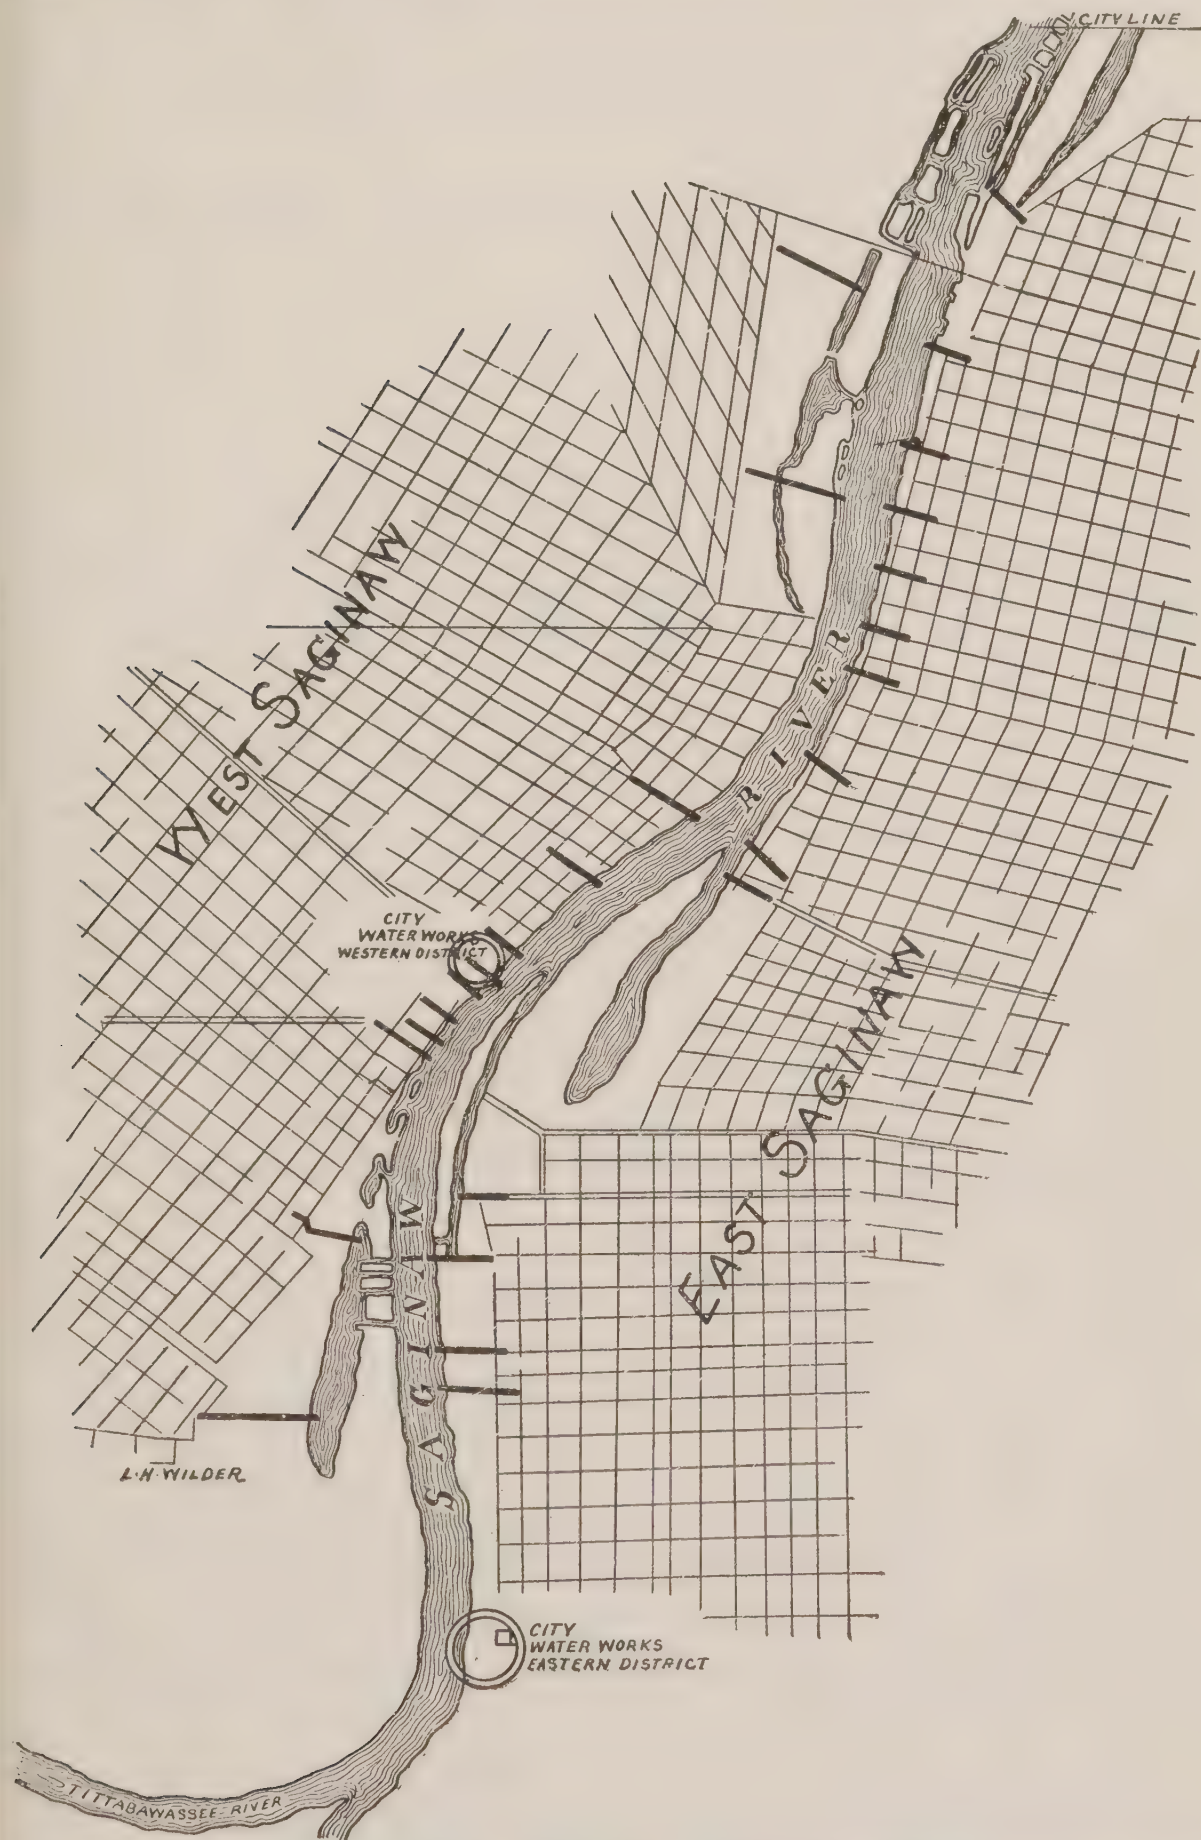 CITY LINE
WEST SAGINAW
RIVER
CITY
WATER WORKS
WESTERN DISTRICT
EAST SAGINAW
SAGINAW
L.H. WILDER
CITY
WATER WORKS
EASTERN DISTRICT
TITTABAWASSEE RIVER